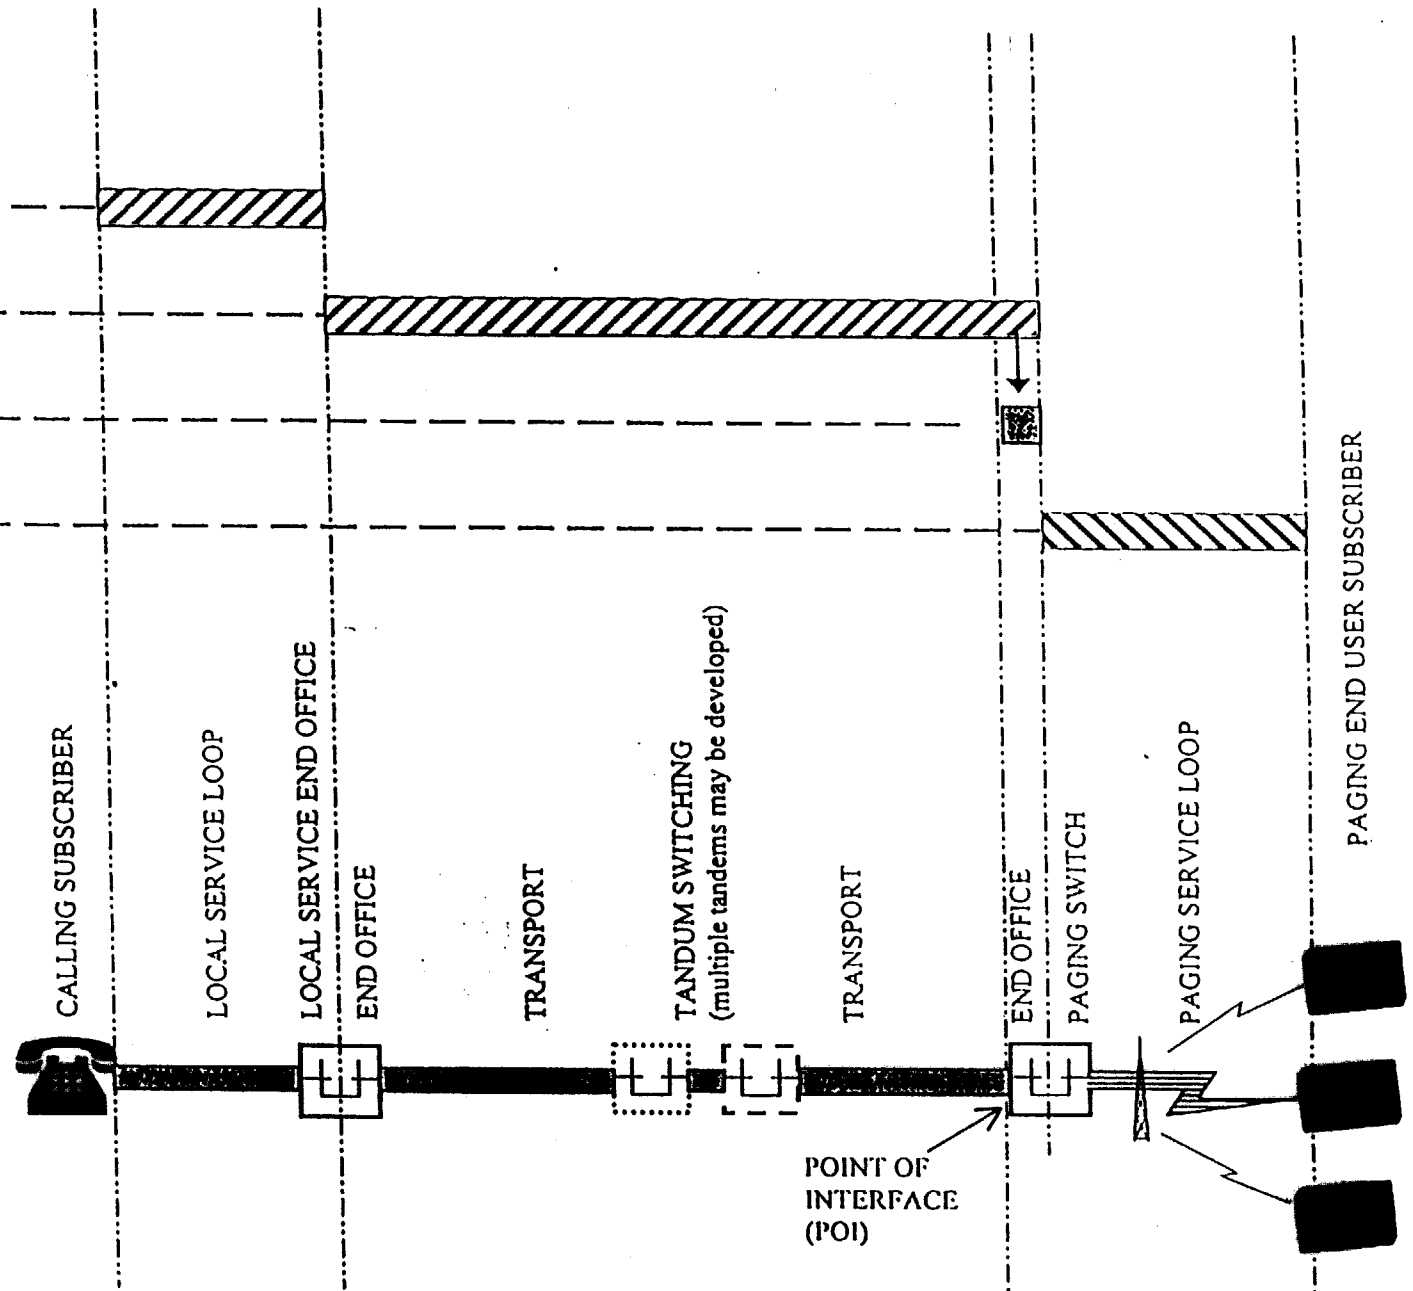 CALLING SUBSCRIBER
LOCAL SERVICE LOOP
LOCAL SERVICE END OFFICE
END OFFICE
TRANSPORT
TANDUM SWITCHING
(multiple tandems may be developed)
TRANSPORT
END OFFICE
PAGING SWITCH
PAGING SERVICE LOOP
PAGING END USER SUBSCRIBER
POINT OF
INTERFACE
(POI)